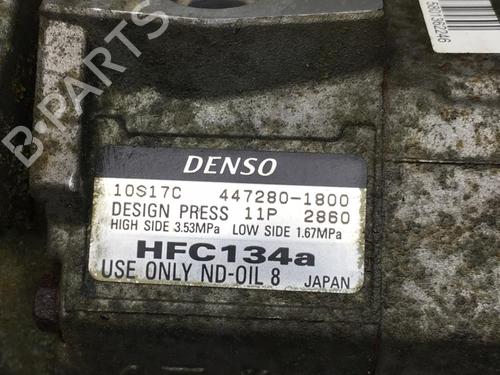 DENSO
10S17C 447280-1800
DESIGN PRESS 11P 2860
HIGH SIDE 3.53MPa LOW SIDE 1.67MPa
HFC134a
USE ONLY ND-OIL 8 JAPAN